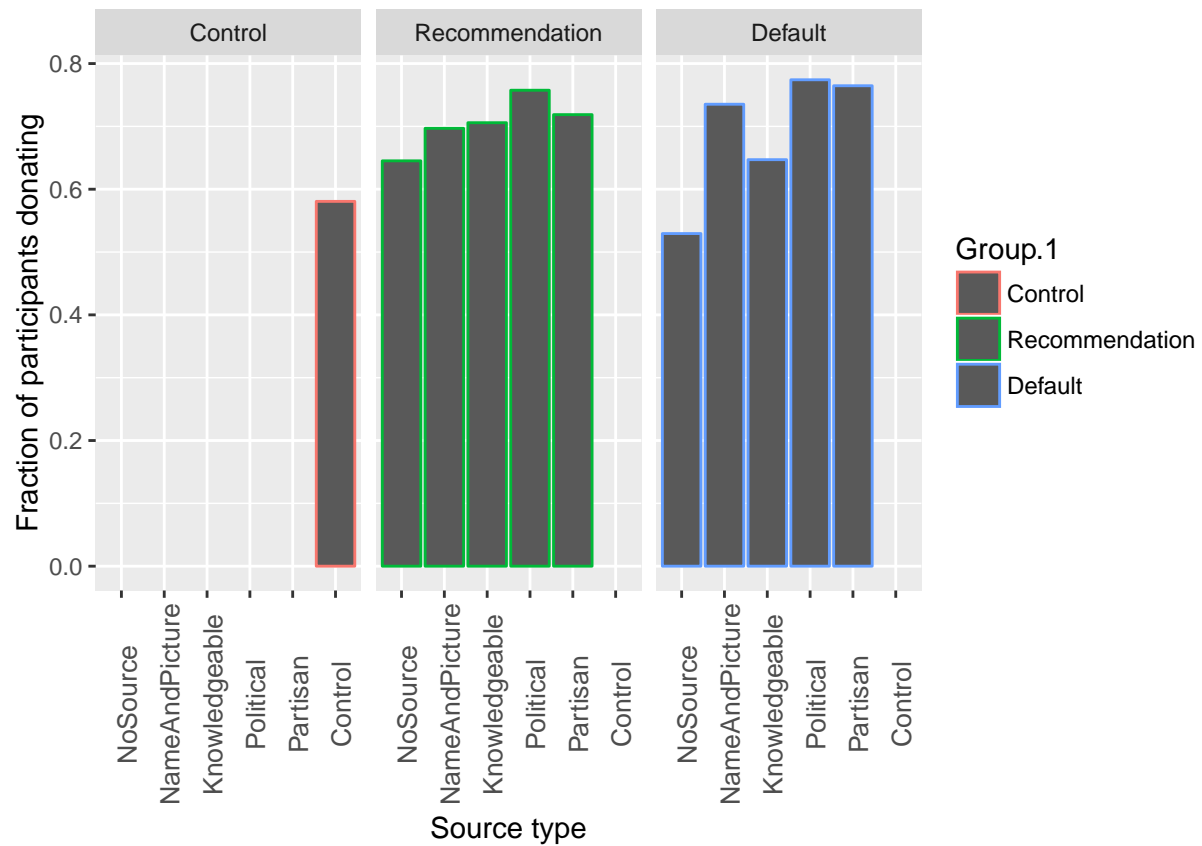 Control
Recommendation
Default
Fraction of participants donating
0.8
0.6
0.4
0.2
0.0
NoSource
NameAndPicture
Knowledgeable
Political
Partisan
Control
NoSource
NameAndPicture
Knowledgeable
Political
Partisan
Control
NoSource
NameAndPicture
Knowledgeable
Political
Partisan
Control
Source type
Group.1
Control
Recommendation
Default